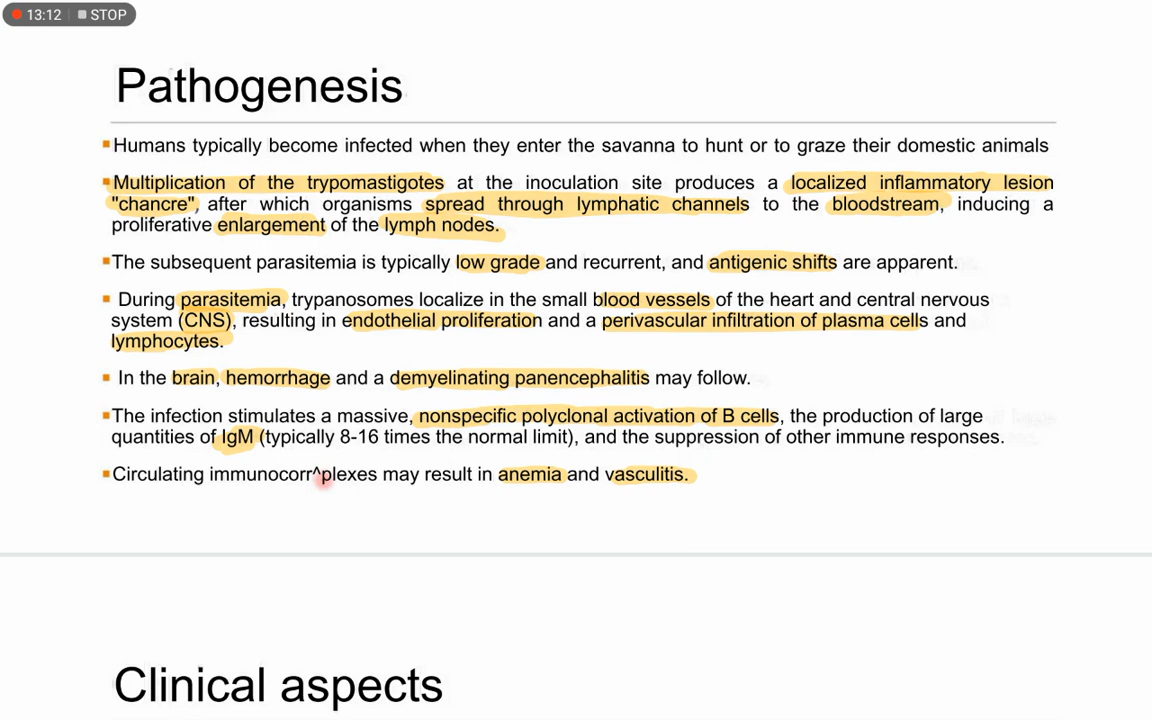 13:12 STOP
Pathogenesis
Humans typically become infected when they enter the savanna to hunt or to graze their domestic animals
Multiplication of the trypomastigotes at the inoculation site produces a localized inflammatory lesion
"chancre", after which organisms spread through lymphatic channels to the bloodstream, inducing a
proliferative enlargement of the lymph nodes.
The subsequent parasitemia is typically low grade and recurrent, and antigenic shifts are apparent.
During parasitemia, trypanosomes localize in the small blood vessels of the heart and central nervous
system (CNS), resulting in endothelial proliferation and a perivascular infiltration of plasma cells and
lymphocytes.
In the brain, hemorrhage and a demyelinating panencephalitis may follow.
The infection stimulates a massive, nonspecific polyclonal activation of B cells, the production of large
quantities of IgM (typically 8-16 times the normal limit), and the suppression of other immune responses.
Circulating immunocorr^plexes may result in anemia and vasculitis.
Clinical aspects